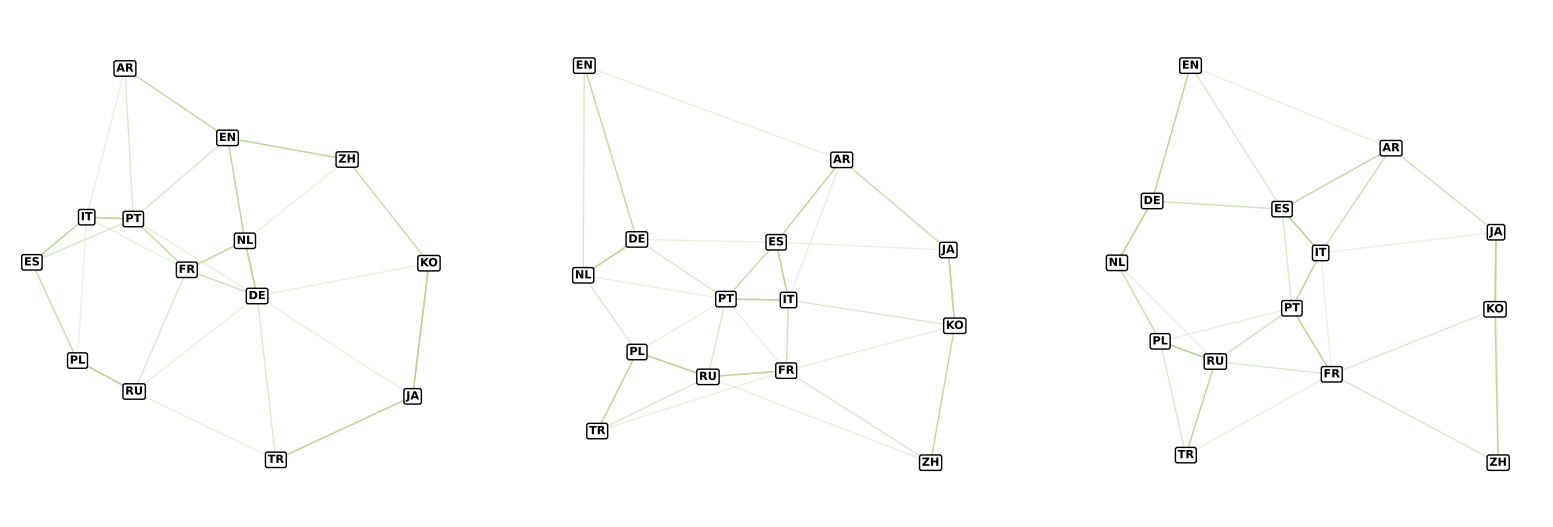 AR
EN
ZH
IT
PT
NL
ES
FR
KO
DE
PL
RU
JA
TR
EN
AR
DE
ES
JA
NL
PT
IT
KO
PL
FR
RU
TR
ZH
EN
AR
DE
ES
JA
IT
NL
PT
KO
PL
RU
FR
TR
ZH